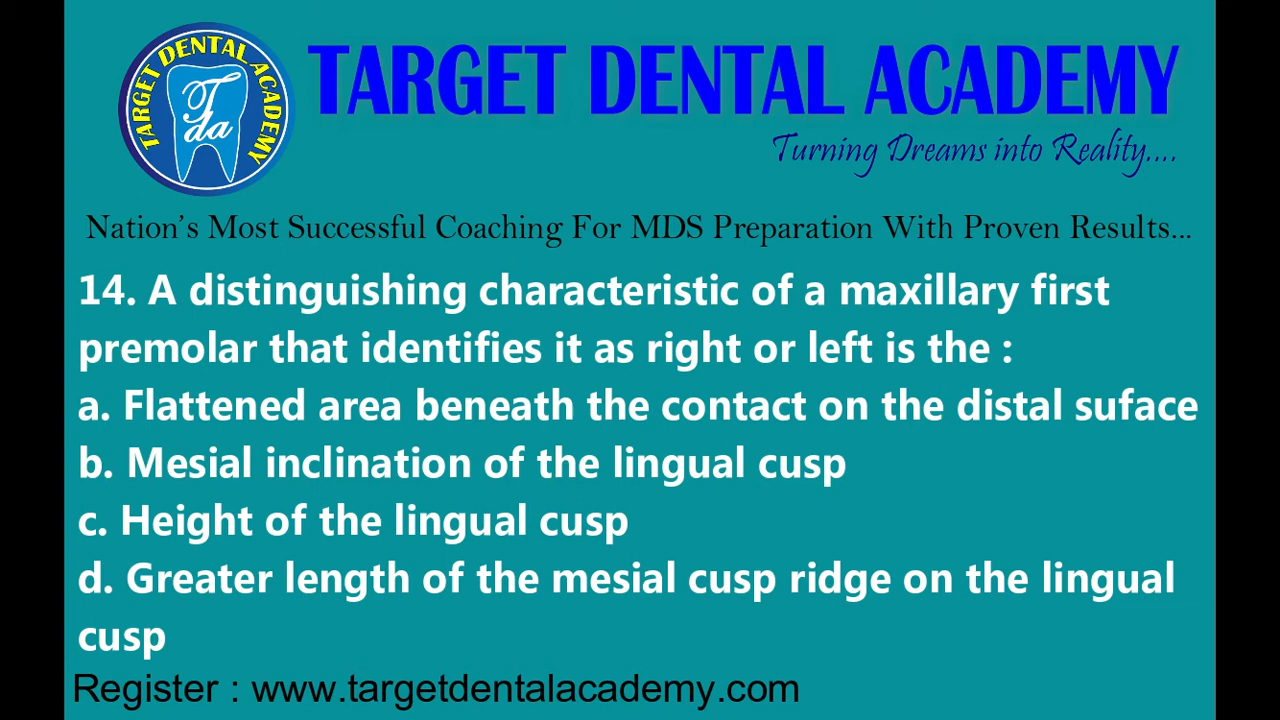 TARGET DENTAL ACADEMY
Tda
TARGET DENTAL ACADEMY
Turning Dreams into Reality....
Nation's Most Successful Coaching For MDS Preparation With Proven Results...
14. A distinguishing characteristic of a maxillary first
premolar that identifies it as right or left is the :
a. Flattened area beneath the contact on the distal suface
b. Mesial inclination of the lingual cusp
c. Height of the lingual cusp
d. Greater length of the mesial cusp ridge on the lingual
cusp
Register : www.targetdentalacademy.com